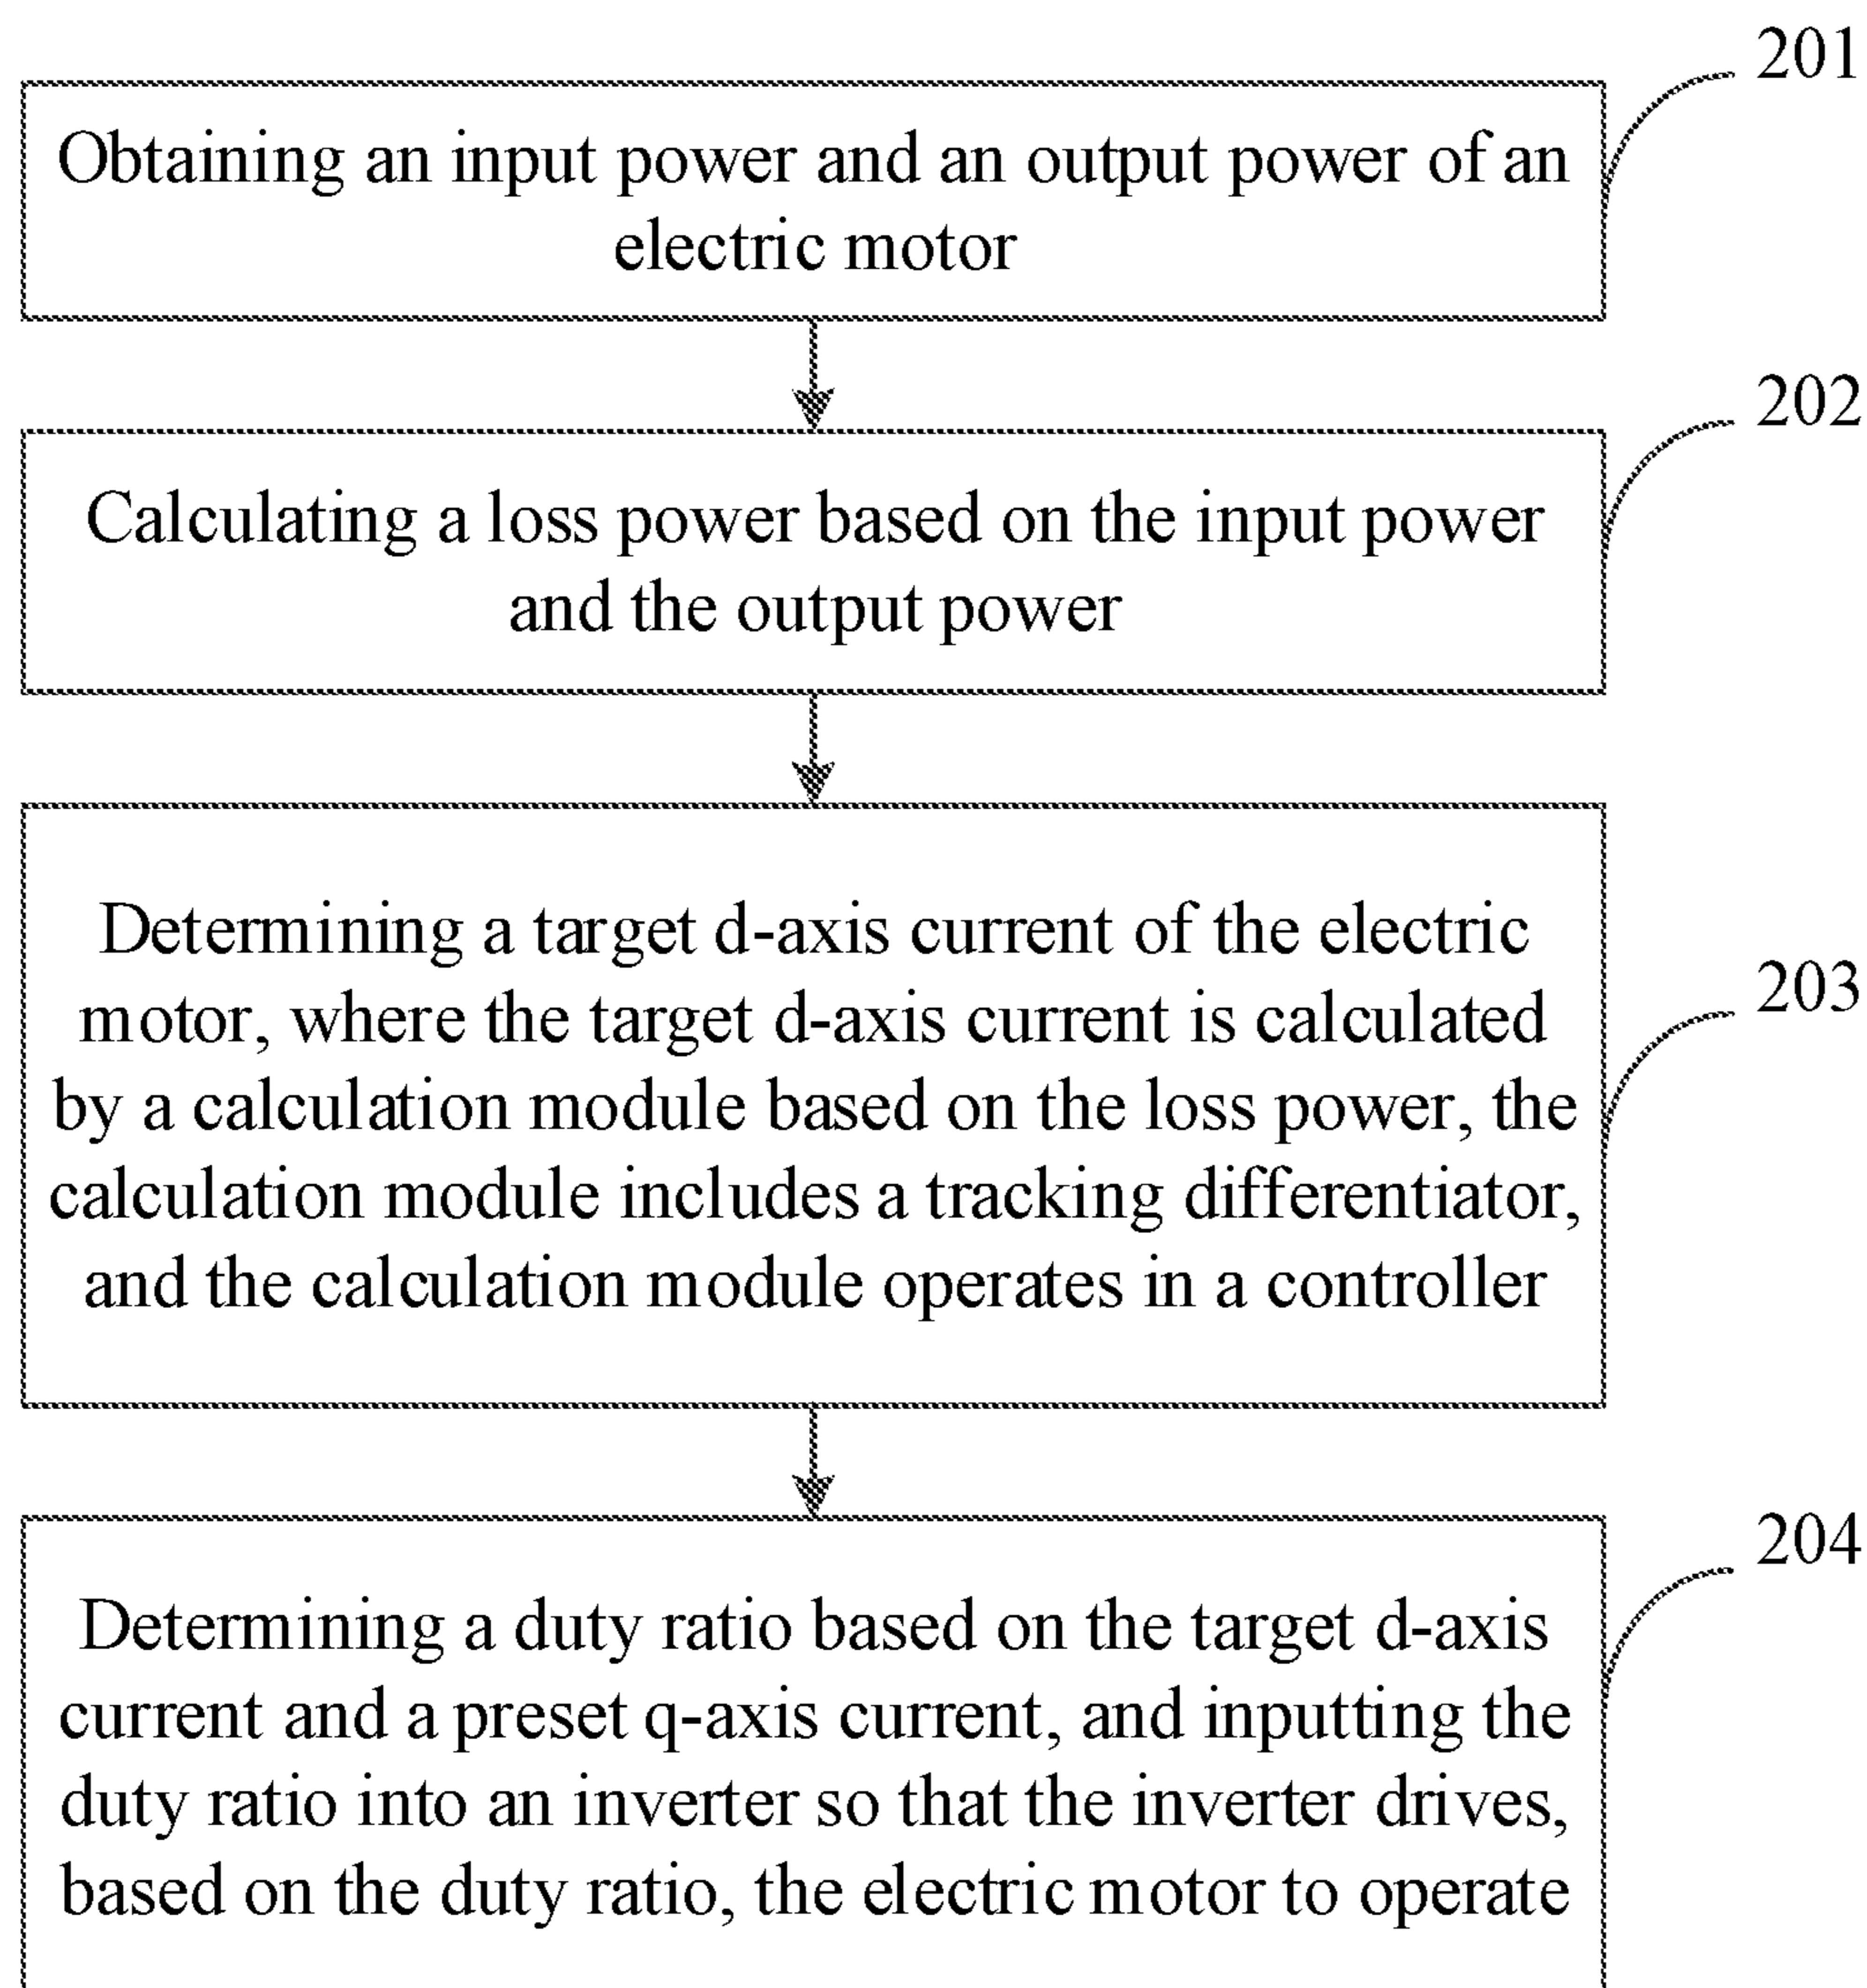 201
Obtaining an input power and an output power of an
electric motor
202
Calculating a loss power based on the input power
and the output power
203
Determining a target d-axis current of the electric
motor, where the target d-axis current is calculated
by a calculation module based on the loss power, the
calculation module includes a tracking differentiator,
and the calculation module operates in a controller
204
Determining a duty ratio based on the target d-axis
current and a preset q-axis current, and inputting the
duty ratio into an inverter so that the inverter drives,
based on the duty ratio, the electric motor to operate